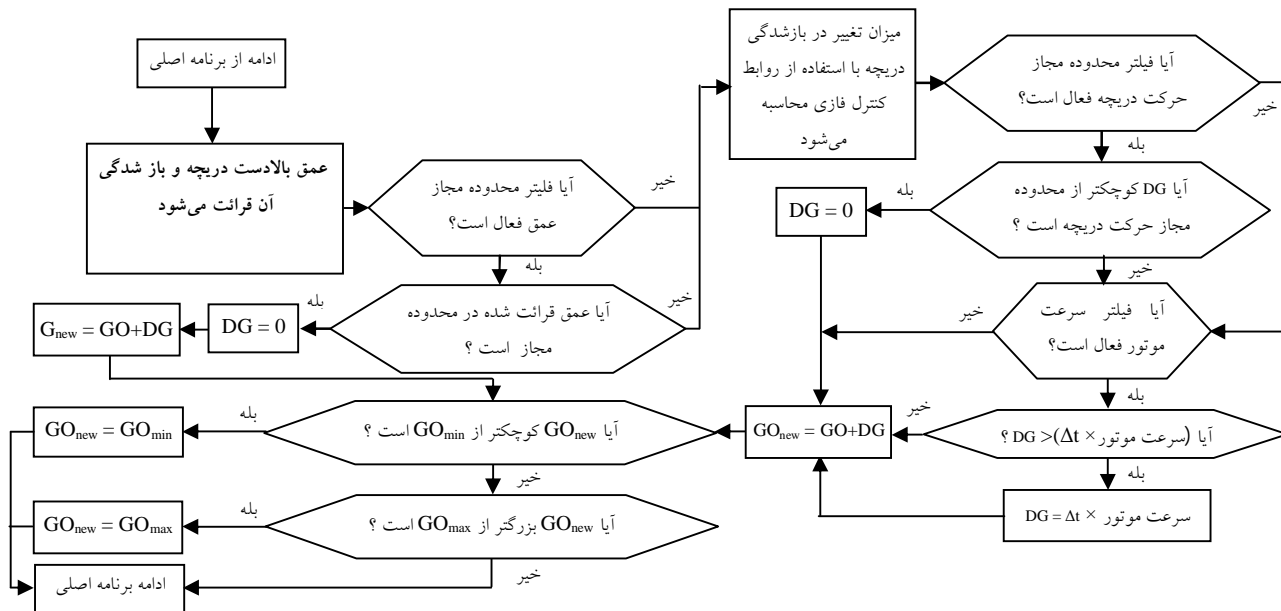 ادامه از برنامه اصلی
عمق بالادست دریچه و باز شدگی
آن قرائت می‌شود
آیا فلیتر محدوده مجاز
عمق فعال است؟
خیر
بله
آیا عمق قرائت شده در محدوده
مجاز است ؟
خیر
بله
DG = 0
Gnew = GO+DG
میزان تغییر در بازشدگی
دریچه با استفاده از روابط
کنترل فازی محاسبه
می‌شود
آیا فیلتر محدوده مجاز
حرکت دریچه فعال است؟
خیر
بله
آیا DG کوچکتر از محدوده
مجاز حرکت دریچه است ؟
بله
DG = 0
خیر
آیا فیلتر سرعت
موتور فعال است؟
خیر
بله
آیا (سرعت موتور × Δt)< DG ؟
خیر
بله
DG = Δt × سرعت موتور
GOnew = GO+DG
آیا GOnew کوچکتر از GOmin است ؟
بله
GOnew = GOmin
خیر
آیا GOnew بزرگتر از GOmax است ؟
بله
GOnew = GOmax
خیر
ادامه برنامه اصلی